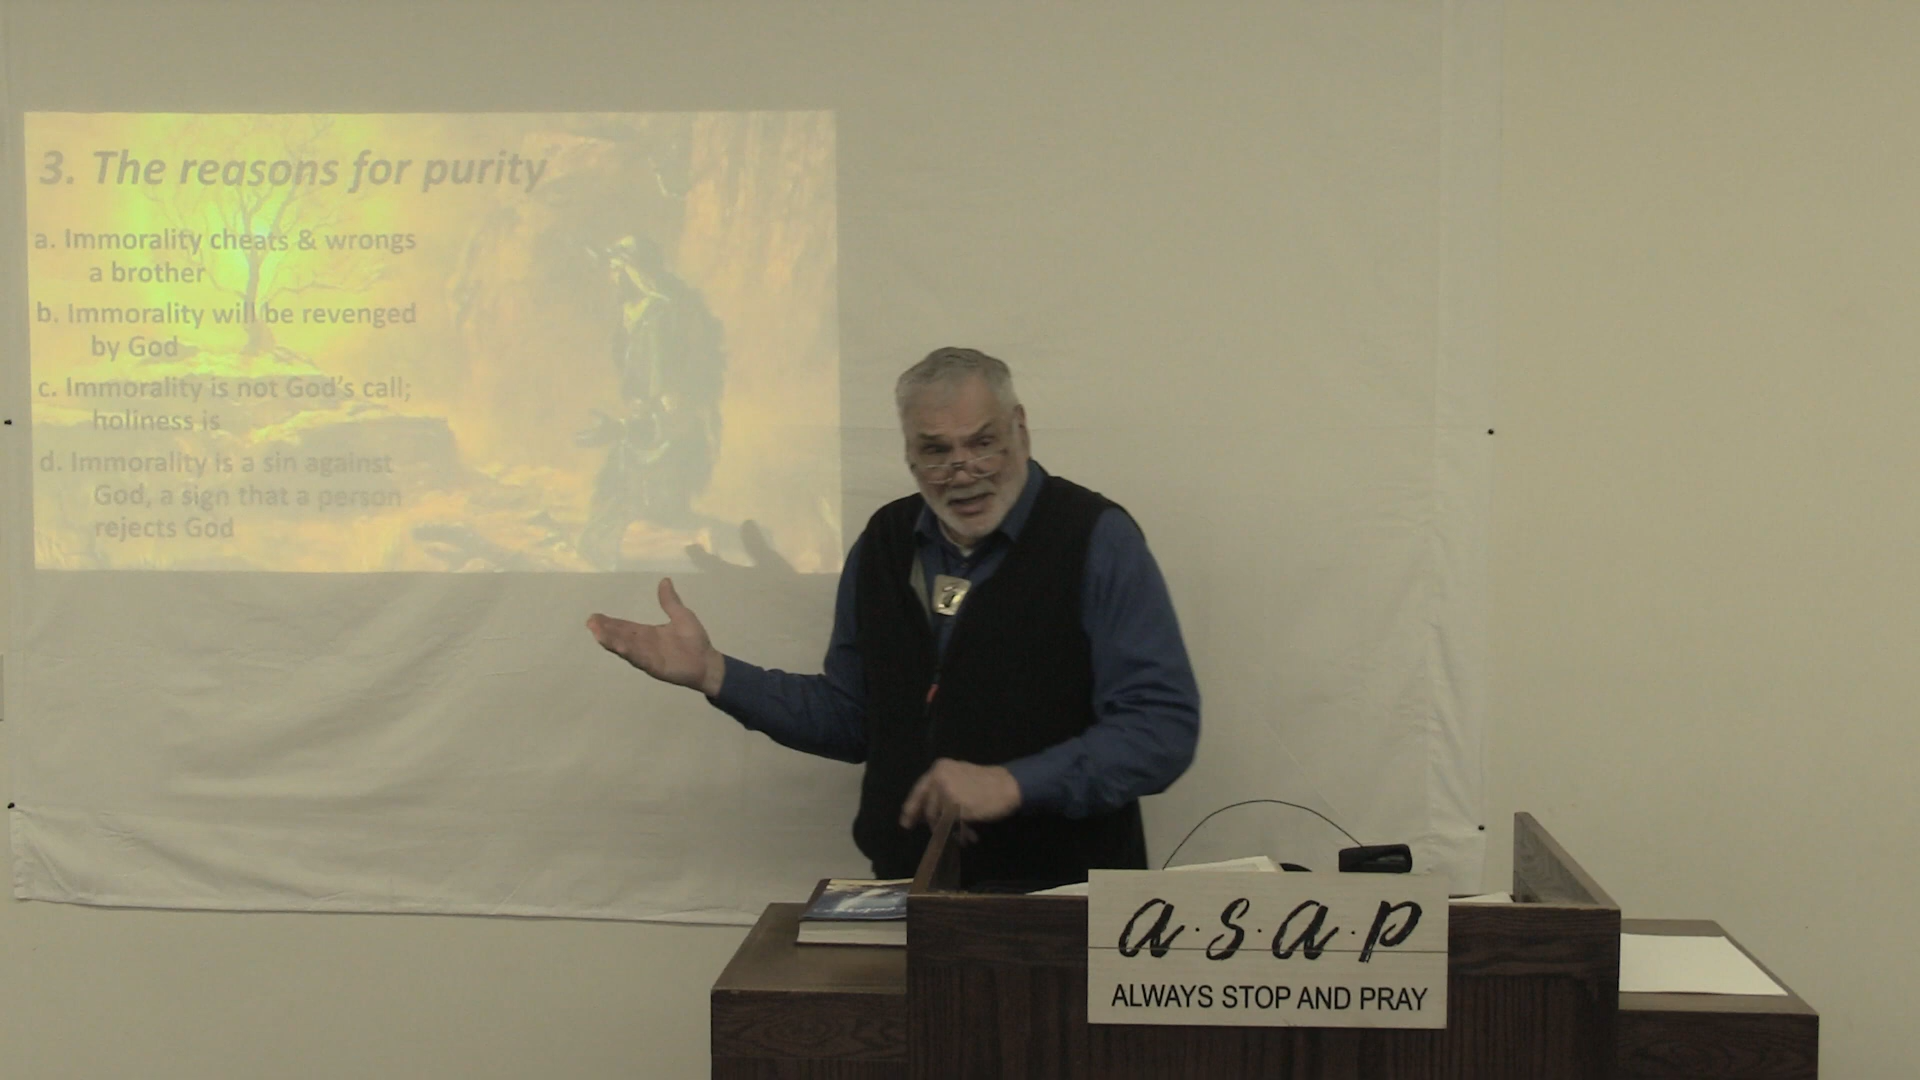 3. The reasons for purity
a. Immorality cheats & wrongs
a brother
b. Immorality will be revenged
by God
c. Immorality is not God's call;
holiness is
d. Immorality is a sin against
God, a sign that a person
rejects God
a.s.a.p
ALWAYS STOP AND PRAY